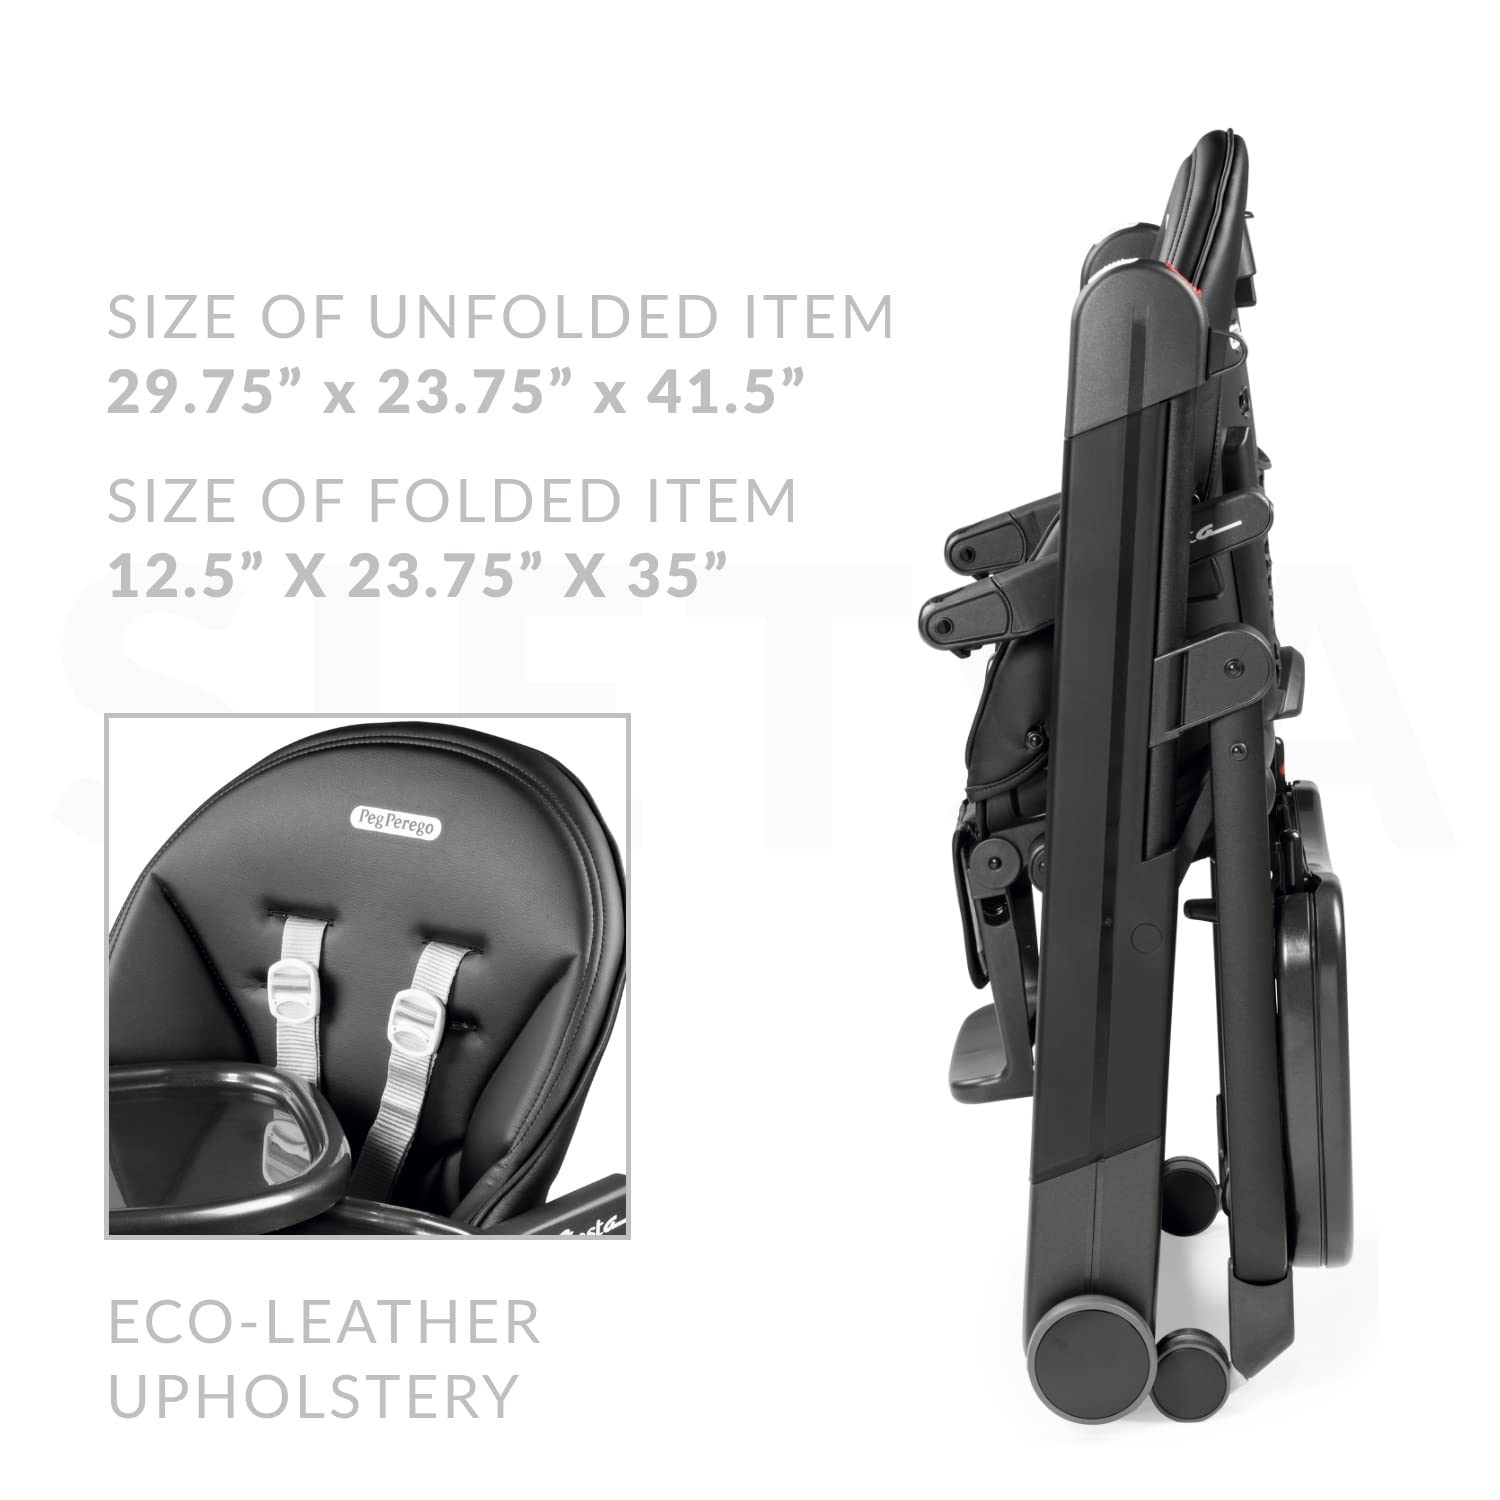 SIZE OF UNFOLDED ITEM
29.75” x 23.75” x 41.5”
SIZE OF FOLDED ITEM
12.5” X 23.75” X 35”
PegPerego
ECO-LEATHER
UPHOLSTERY